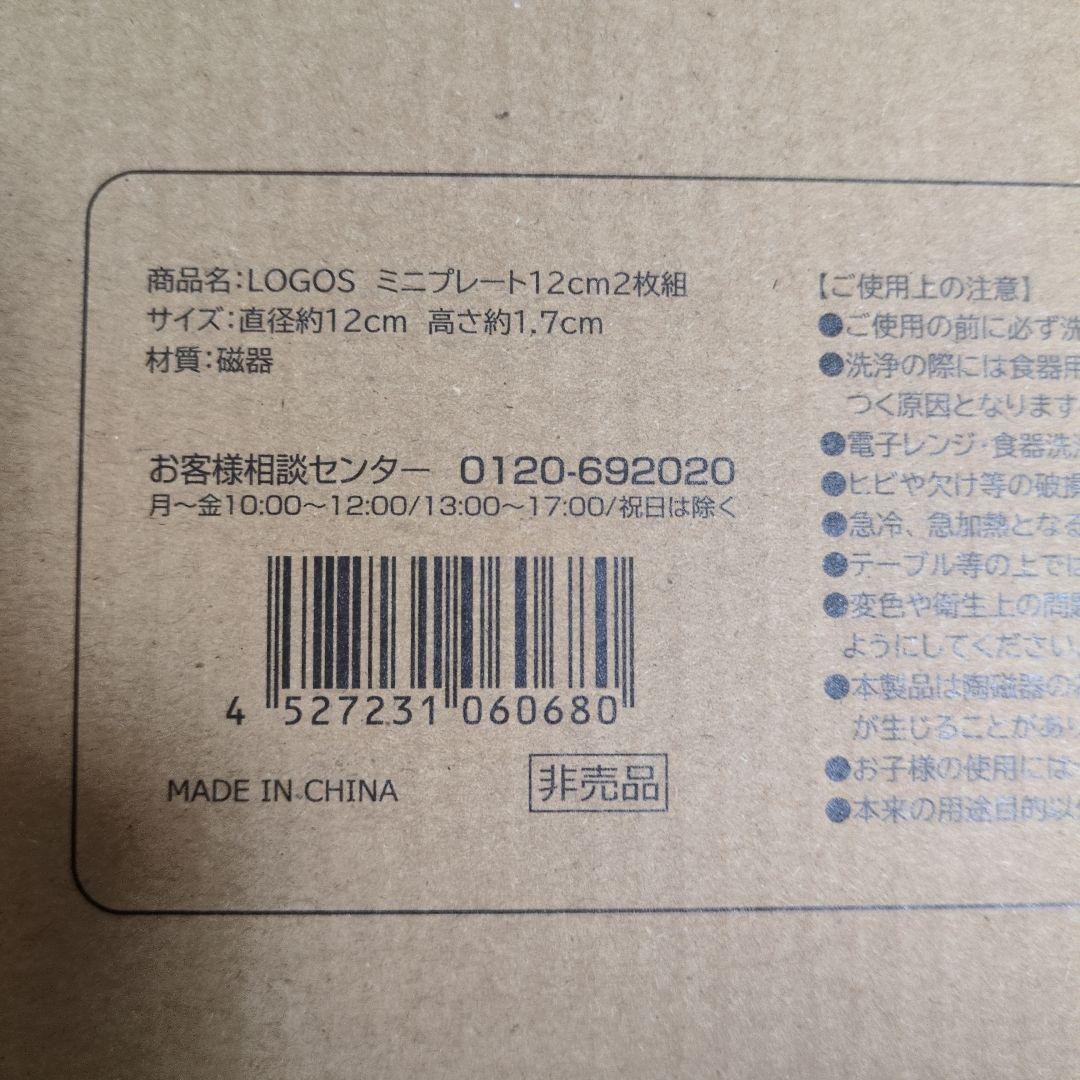 商品名:LOGOS ミニプレート12cm2枚組
サイズ:直径約12cm 高さ約1.7cm
材質:磁器
お客様相談センター 0120-692020
月～金10:00～12:00/13:00～17:00/祝日は除く
4 527231 060680
MADE IN CHINA
非売品
【ご使用上の注意】
●ご使用の前に必ず洗
●洗浄の際には食器用
つく原因となります。
●電子レンジ・食器洗
●ヒビや欠け等の破損
●急冷、急加熱となる
●テーブル等の上では
●変色や衛生上の問題
ようにしてください。
●本製品は陶磁器の
が生じることがあり
●お子様の使用には
●本来の用途目的以